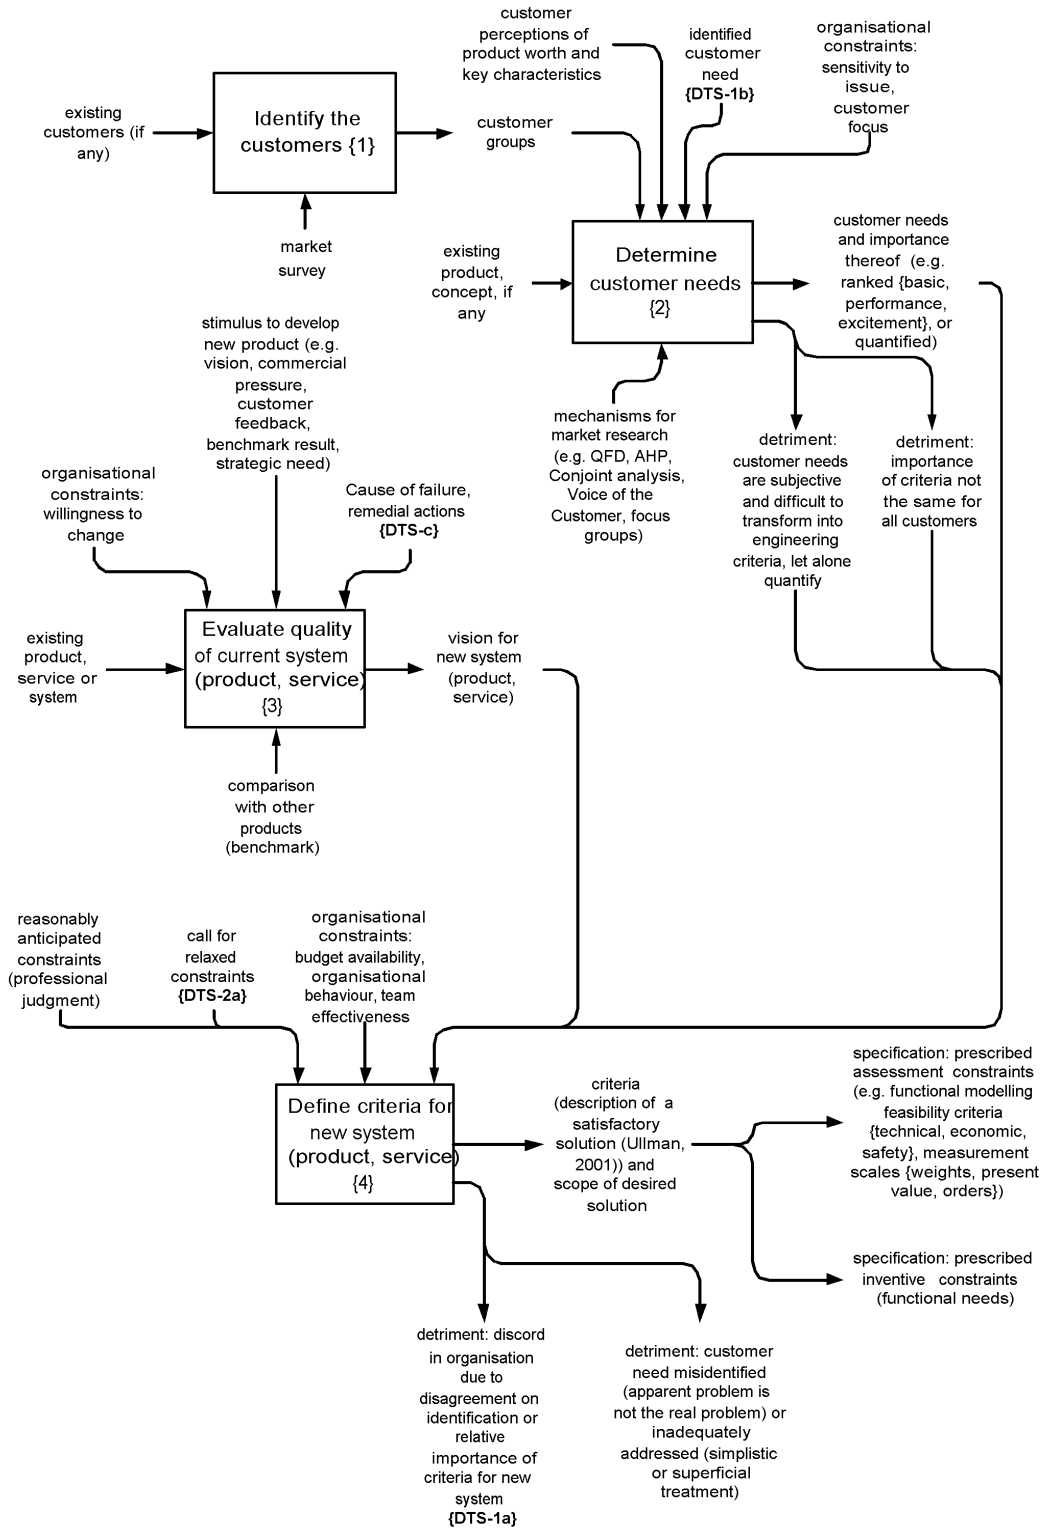 customer
perceptions of
product worth and
key characteristics
identified
customer
need
{DTS-1b}
organisational
constraints:
sensitivity to
issue,
customer
focus
existing
customers (if
any)
Identify the
customers {1}
customer
groups
market
survey
existing
product,
concept, if
any
Determine
customer needs
{2}
customer needs
and importance
thereof (e.g.
ranked {basic,
performance,
excitement}, or
quantified)
mechanisms for
market research
(e.g. QFD, AHP,
Conjoint analysis,
Voice of the
Customer, focus
groups)
detriment:
customer needs
are subjective
and difficult to
transform into
engineering
criteria, let alone
quantify
detriment:
importance
of criteria not
the same for
all customers
stimulus to develop
new product (e.g.
vision, commercial
pressure,
customer
feedback,
benchmark result,
strategic need)
organisational
constraints:
willingness to
change
Cause of failure,
remedial actions
{DTS-c}
existing
product,
service or
system
Evaluate quality
of current system
(product, service)
{3}
vision for
new system
(product,
service)
comparison
with other
products
(benchmark)
reasonably
anticipated
constraints
(professional
judgment)
call for
relaxed
constraints
{DTS-2a}
organisational
constraints:
budget availability,
organisational
behaviour, team
effectiveness
Define criteria for
new system
(product, service)
{4}
criteria
(description of a
satisfactory
solution (Ullman,
2001)) and
scope of desired
solution
specification: prescribed
assessment constraints
(e.g. functional modelling
feasibility criteria
{technical, economic,
safety}, measurement
scales {weights, present
value, orders})
specification: prescribed
inventive constraints
(functional needs)
detriment: discord
in organisation
due to
disagreement on
identification or
relative
importance of
criteria for new
system
{DTS-1a}
detriment: customer
need misidentified
(apparent problem is
not the real problem) or
inadequately
addressed (simplistic
or superficial
treatment)